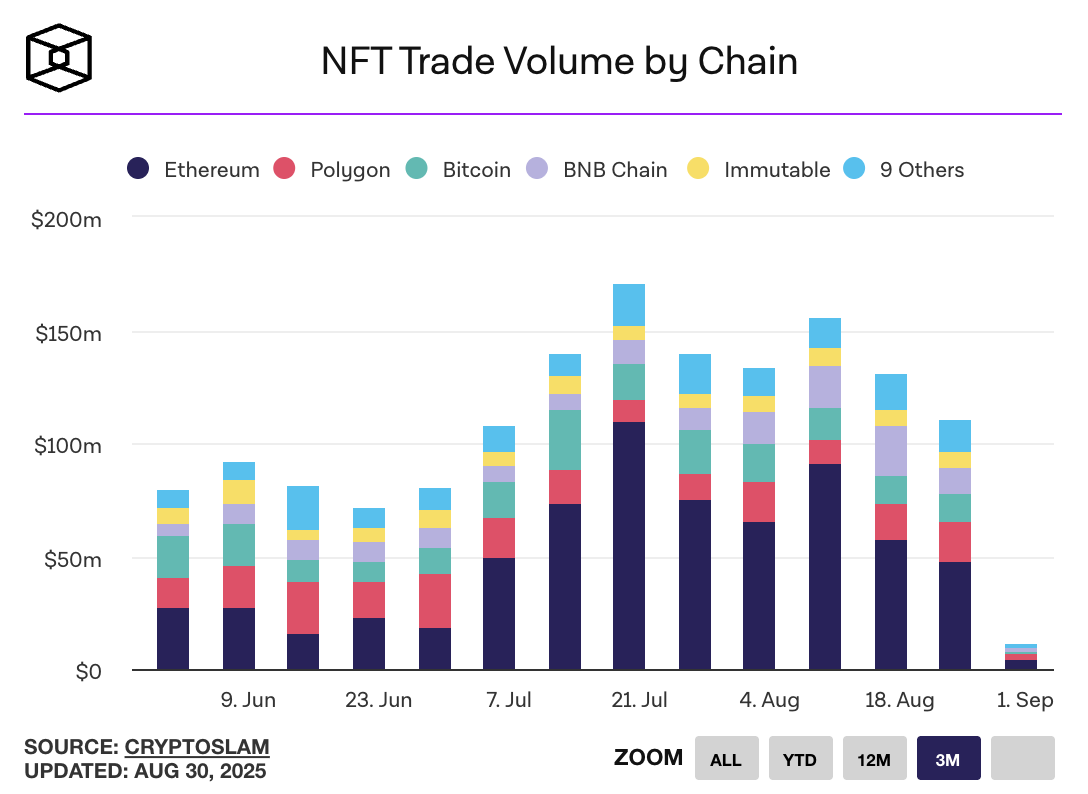 NFT Trade Volume by Chain
Ethereum Polygon Bitcoin BNB Chain Immutable 9 Others
$200m
$150m
$100m
$50m
$0
9. Jun 23. Jun 7. Jul 21. Jul 4. Aug 18. Aug 1. Sep
SOURCE: CRYPTOSLAM
UPDATED: AUG 30, 2025
ZOOM ALL YTD 12M 3M